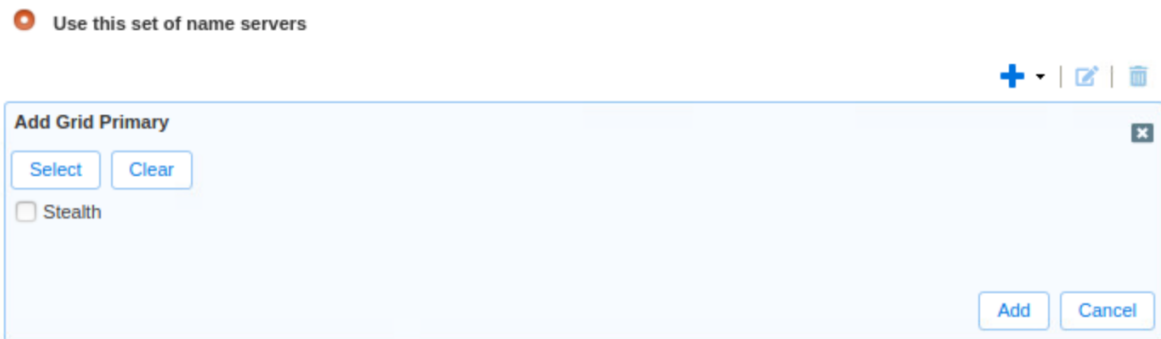 Use this set of name servers
Add Grid Primary
Select Clear
Stealth
Add Cancel